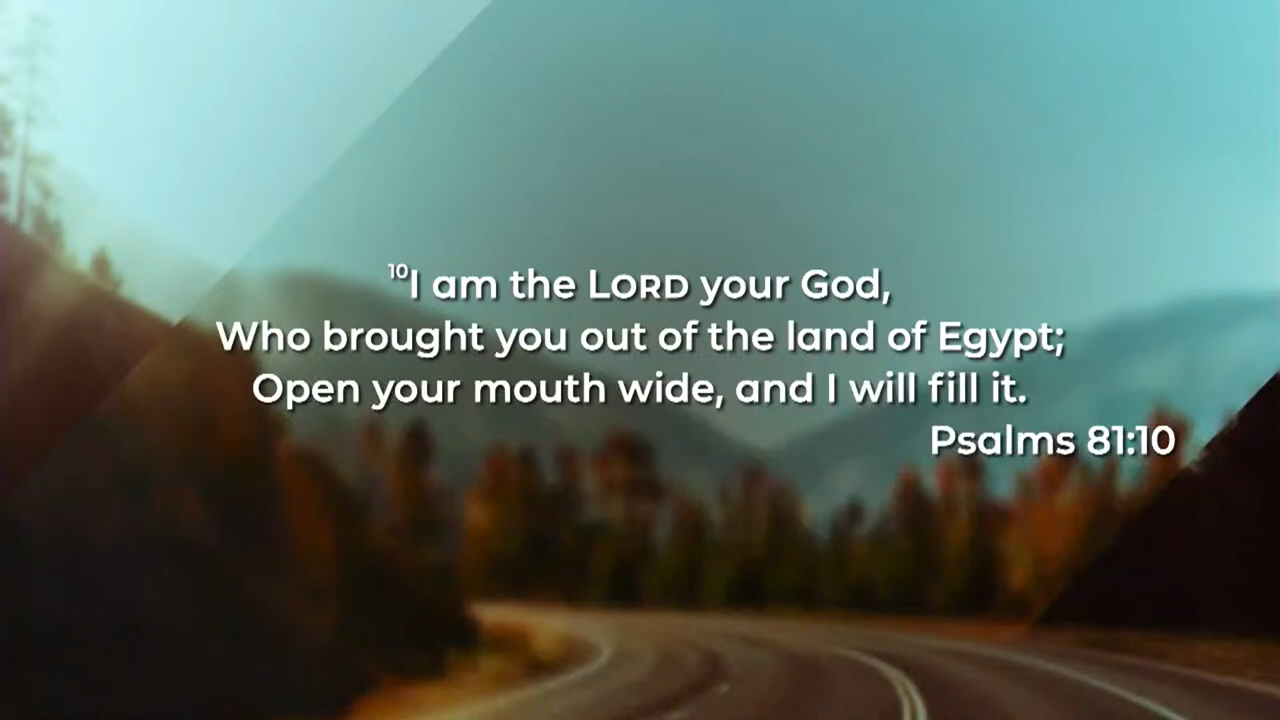 ¹⁰I am the LORD your God,
Who brought you out of the land of Egypt;
Open your mouth wide, and I will fill it.
Psalms 81:10